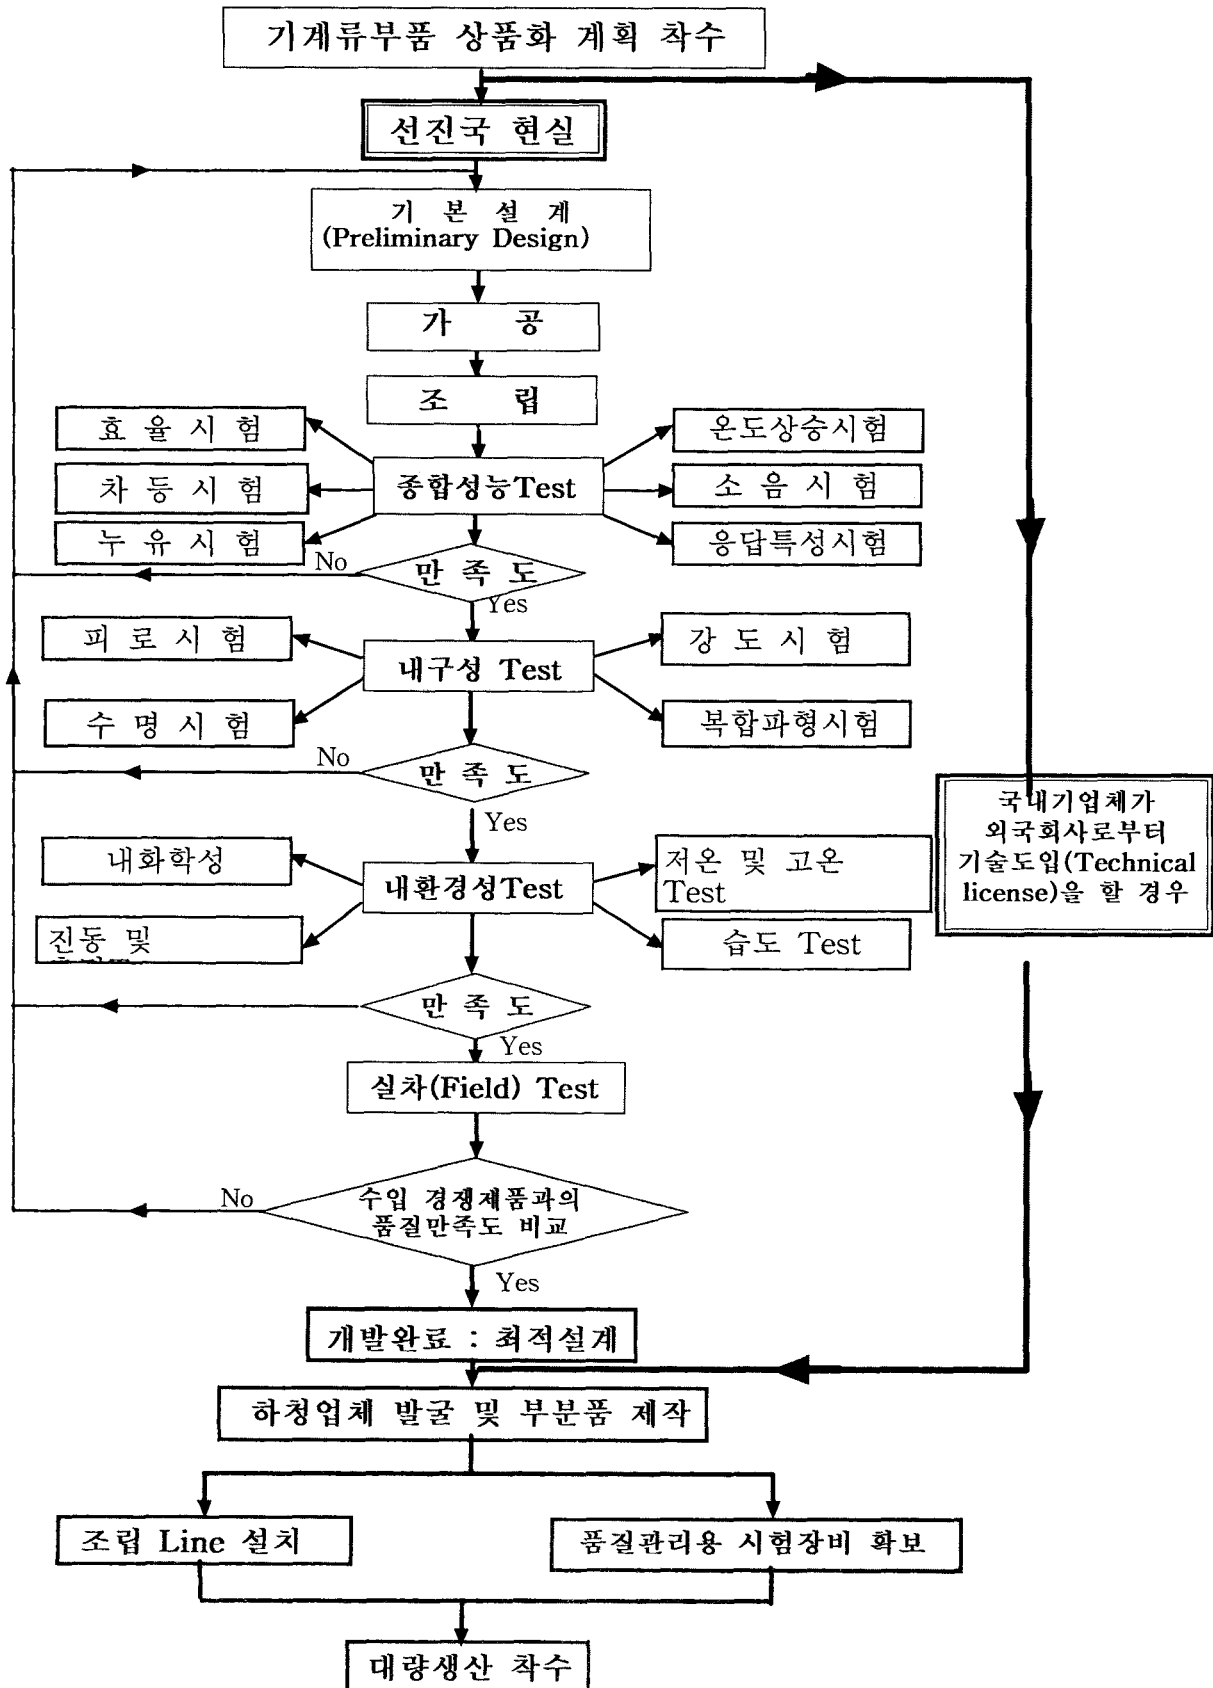 기계류부품 상품화 계획 착수
선진국 현실
기 본 설 계
(Preliminary Design)
가 공
조 립
효 율 시 험
온도상승시험
차 등 시 험
종합성능Test
소 음 시 험
누 유 시 험
응답특성시험
No
만 족 도
Yes
피 로 시 험
강 도 시 험
내구성 Test
수 명 시 험
복합파형시험
No
만 족 도
Yes
국내기업체가
외국회사로부터
기술도입(Technical
license)을 할 경우
내화학성
저온 및 고온
Test
내환경성Test
진동 및
습도 Test
만 족 도
Yes
실차(Field) Test
No
수입 경쟁제품과의
품질만족도 비교
Yes
개발완료 : 최적설계
하청업체 발굴 및 부분품 제작
조립 Line 설치
품질관리용 시험장비 확보
대량생산 착수